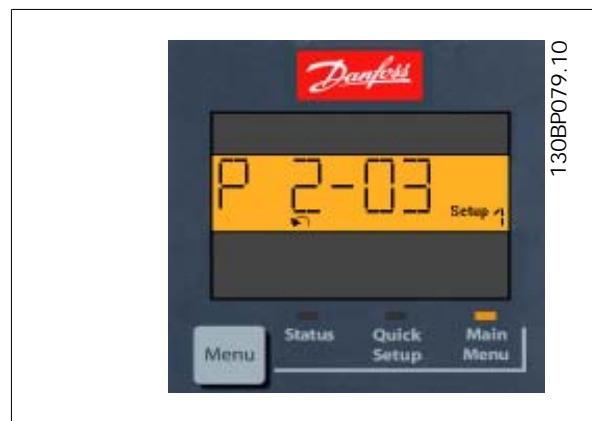 Danfoss
P 2-03
Setup 1
Status
Quick Setup
Main Menu
Menu
130BP079.10